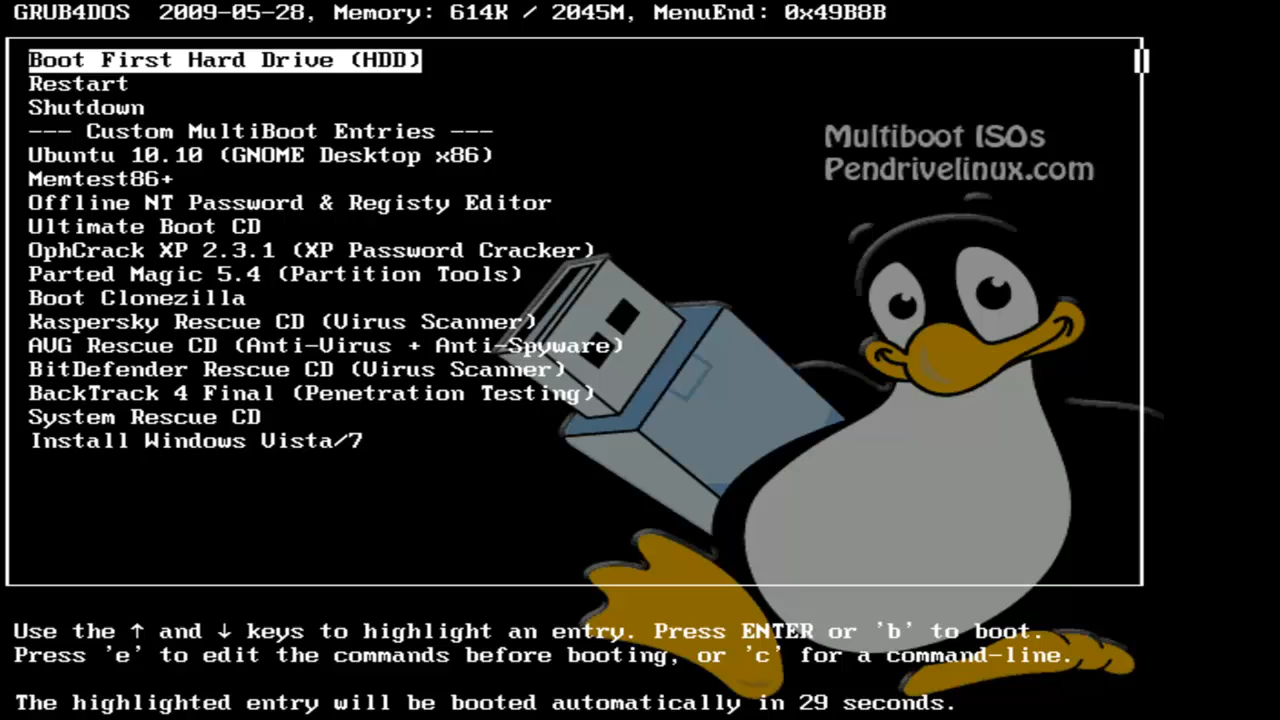 GRUB4DOS 2009-05-28, Memory: 614K / 2045M, MenuEnd: 0x49B8B
Boot First Hard Drive (HDD)
Restart
Shutdown
--- Custom MultiBoot Entries ---
Ubuntu 10.10 (GNOME Desktop x86)
Memtest86+
Offline NT Password & Registy Editor
Ultimate Boot CD
OphCrack XP 2.3.1 (XP Password Cracker)
Parted Magic 5.4 (Partition Tools)
Boot Clonezilla
Kaspersky Rescue CD (Virus Scanner)
AVG Rescue CD (Anti-Virus + Anti-Spyware)
BitDefender Rescue CD (Virus Scanner)
BackTrack 4 Final (Penetration Testing)
System Rescue CD
Install Windows Vista/7
Multiboot ISOs
Pendrivelinux.com
Use the ↑ and ↓ keys to highlight an entry. Press ENTER or 'b' to boot.
Press 'e' to edit the commands before booting, or 'c' for a command-line.
The highlighted entry will be booted automatically in 29 seconds.